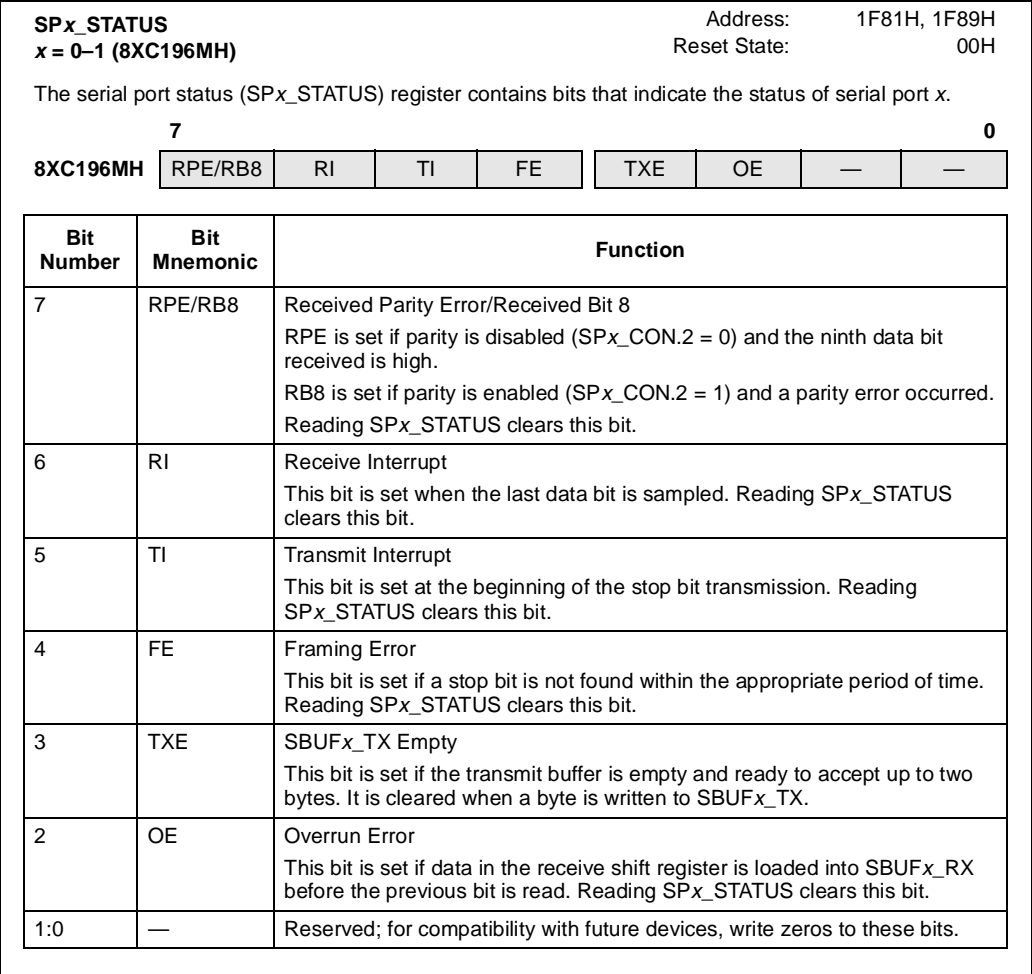 SPx_STATUS Address: 1F81H, 1F89H
x = 0–1 (8XC196MH) Reset State: 00H
The serial port status (SPx_STATUS) register contains bits that indicate the status of serial port x.
7 0
8XC196MH RPE/RB8 RI TI FE TXE OE — —
Bit Number Bit Mnemonic Function
7 RPE/RB8 Received Parity Error/Received Bit 8
RPE is set if parity is disabled (SPx_CON.2 = 0) and the ninth data bit
received is high.
RB8 is set if parity is enabled (SPx_CON.2 = 1) and a parity error occurred.
Reading SPx_STATUS clears this bit.
6 RI Receive Interrupt
This bit is set when the last data bit is sampled. Reading SPx_STATUS
clears this bit.
5 TI Transmit Interrupt
This bit is set at the beginning of the stop bit transmission. Reading
SPx_STATUS clears this bit.
4 FE Framing Error
This bit is set if a stop bit is not found within the appropriate period of time.
Reading SPx_STATUS clears this bit.
3 TXE SBUFx_TX Empty
This bit is set if the transmit buffer is empty and ready to accept up to two
bytes. It is cleared when a byte is written to SBUFx_TX.
2 OE Overrun Error
This bit is set if data in the receive shift register is loaded into SBUFx_RX
before the previous bit is read. Reading SPx_STATUS clears this bit.
1:0 — Reserved; for compatibility with future devices, write zeros to these bits.